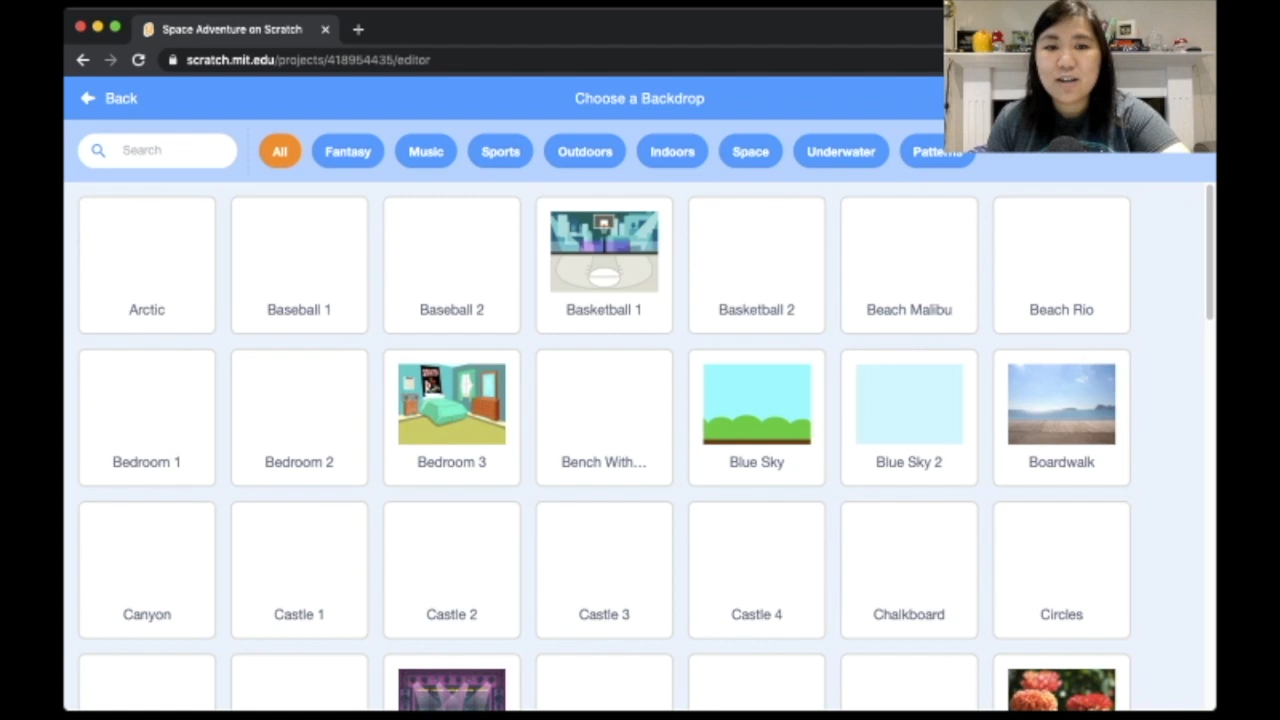 Space Adventure on Scratch
scratch.mit.edu/projects/418954435/editor
Back
Choose a Backdrop
Search
All
Fantasy
Music
Sports
Outdoors
Indoors
Space
Underwater
Patterns
Arctic
Baseball 1
Baseball 2
Basketball 1
Basketball 2
Beach Malibu
Beach Rio
Bedroom 1
Bedroom 2
Bedroom 3
Bench With...
Blue Sky
Blue Sky 2
Boardwalk
Canyon
Castle 1
Castle 2
Castle 3
Castle 4
Chalkboard
Circles